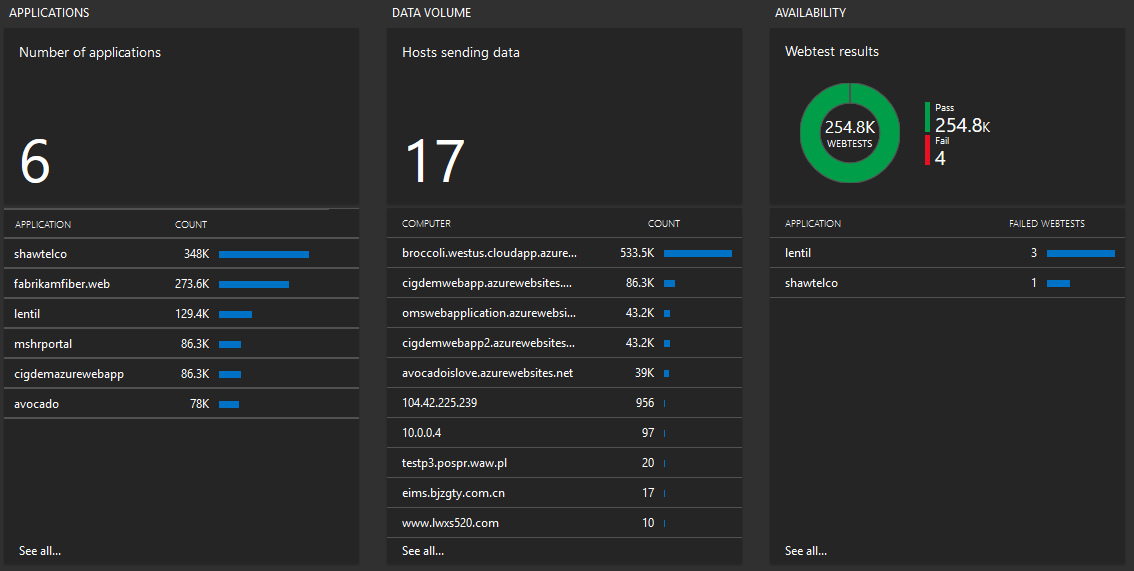 APPLICATIONS
Number of applications
6
APPLICATION COUNT
shawtelco 348K
fabrikamfiber.web 273.6K
lentil 129.4K
mshrportal 86.3K
cigdemazurewebapp 86.3K
avocado 78K
See all...
DATA VOLUME
Hosts sending data
17
COMPUTER COUNT
broccoli.westus.cloudapp.azure... 533.5K
cigdemwebapp.azurewebsites.... 86.3K
omswebapplication.azurewebsi... 43.2K
cigdemwebapp2.azurewebsites... 43.2K
avocadoislove.azurewebsites.net 39K
104.42.225.239 956
10.0.0.4 97
testp3.pospr.waw.pl 20
eims.bjzgty.com.cn 17
www.lwxs520.com 10
See all...
AVAILABILITY
Webtest results
254.8K
WEBTESTS
Pass
254.8K
Fail
4
APPLICATION FAILED WEBTESTS
lentil 3
shawtelco 1
See all...